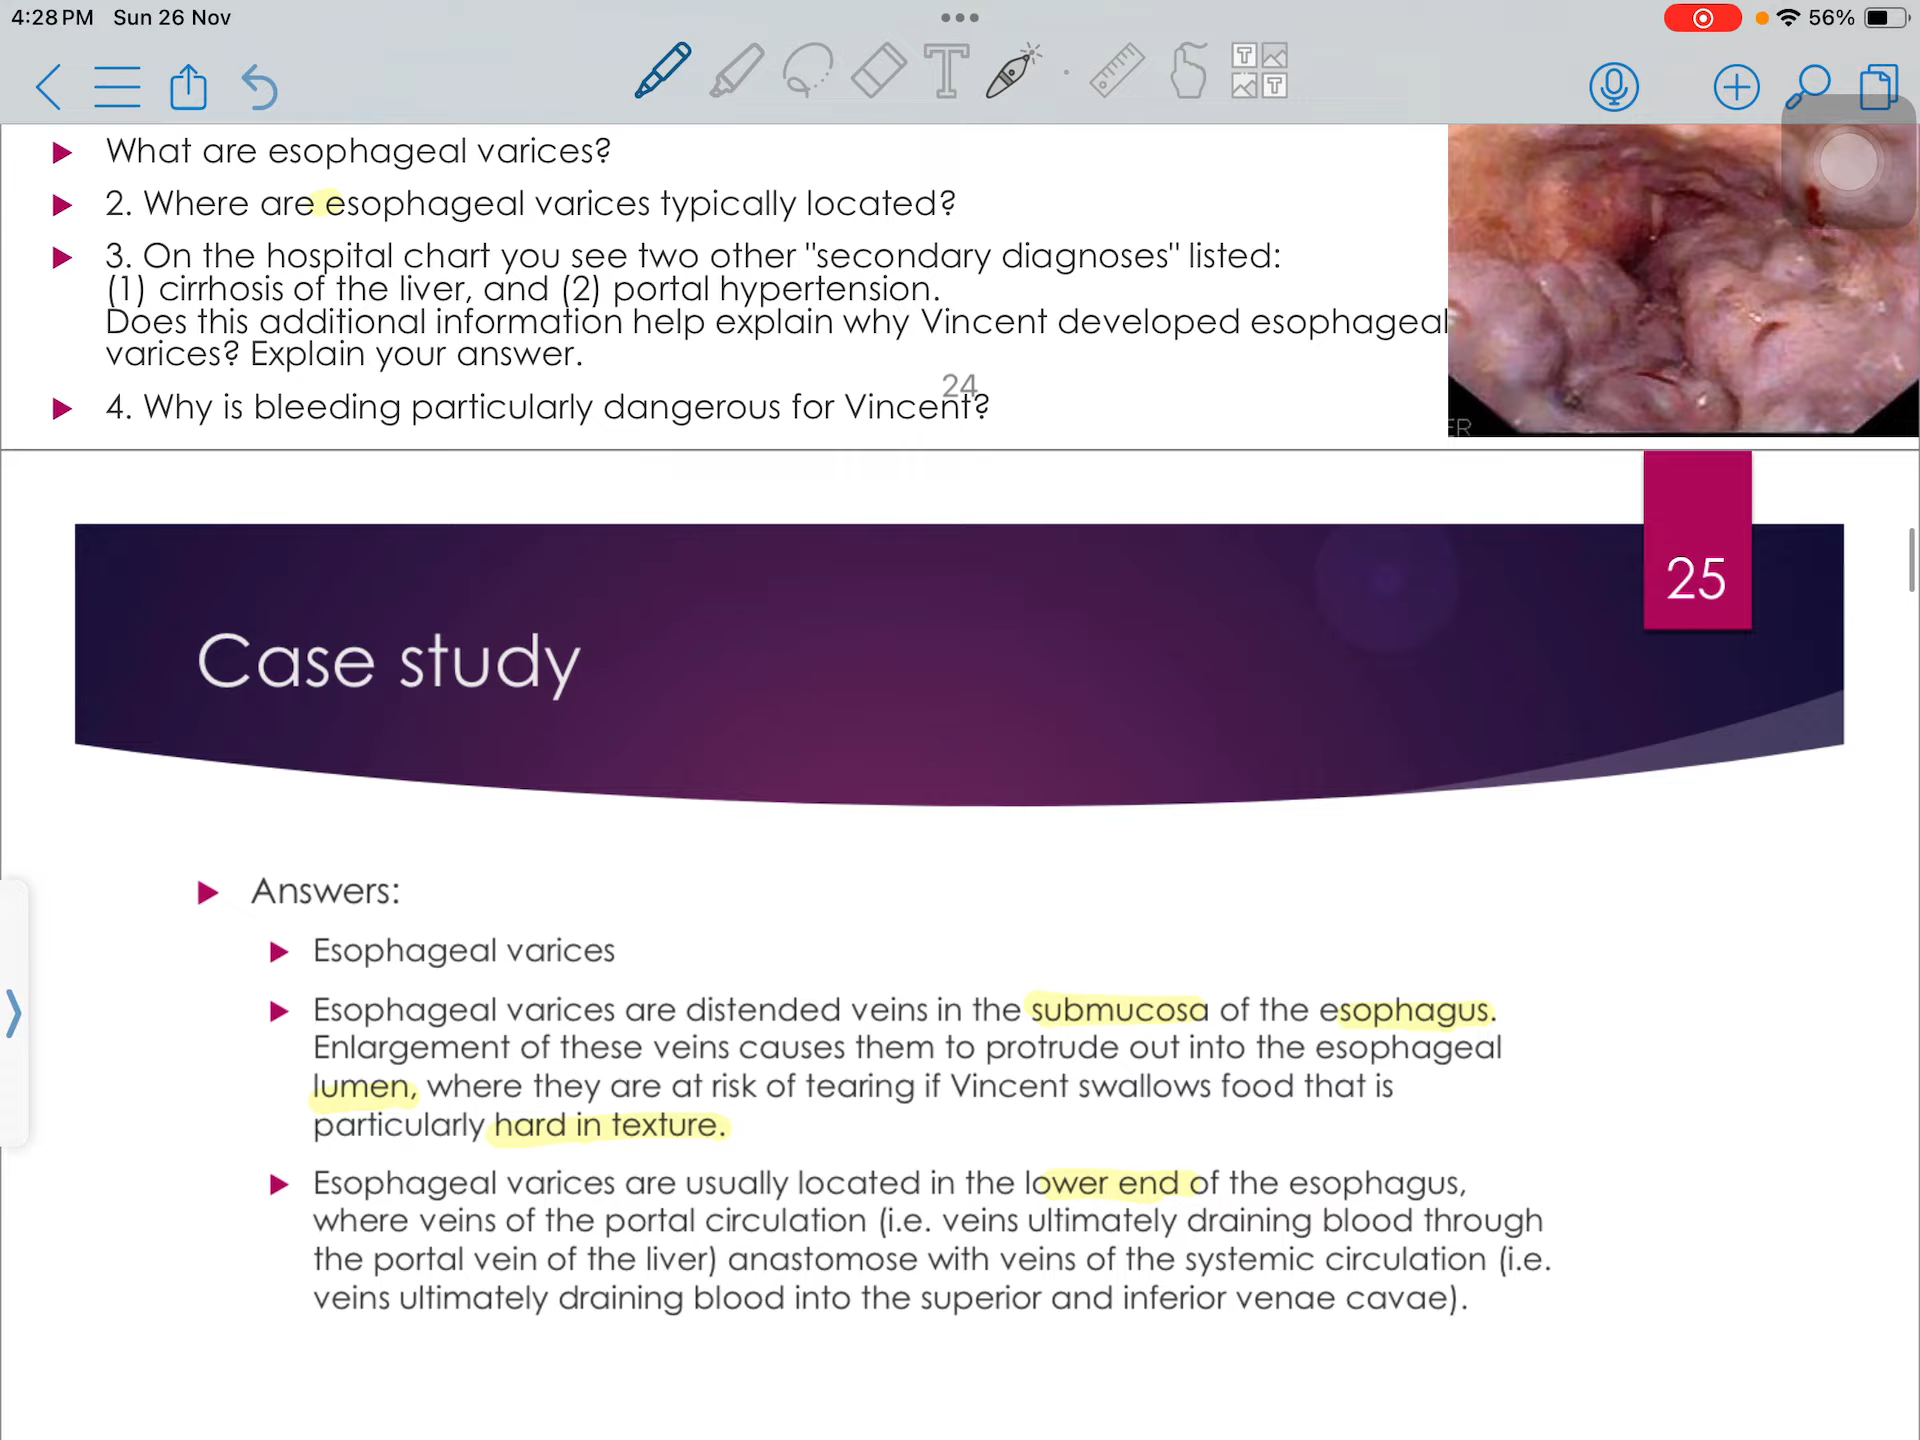 4:28 PM Sun 26 Nov
56%
What are esophageal varices?
2. Where are esophageal varices typically located?
3. On the hospital chart you see two other "secondary diagnoses" listed:
(1) cirrhosis of the liver, and (2) portal hypertension.
Does this additional information help explain why Vincent developed esophageal
varices? Explain your answer.
24
4. Why is bleeding particularly dangerous for Vincent?
ER
25
Case study
Answers:
Esophageal varices
Esophageal varices are distended veins in the submucosa of the esophagus.
Enlargement of these veins causes them to protrude out into the esophageal
lumen, where they are at risk of tearing if Vincent swallows food that is
particularly hard in texture.
Esophageal varices are usually located in the lower end of the esophagus,
where veins of the portal circulation (i.e. veins ultimately draining blood through
the portal vein of the liver) anastomose with veins of the systemic circulation (i.e.
veins ultimately draining blood into the superior and inferior venae cavae).